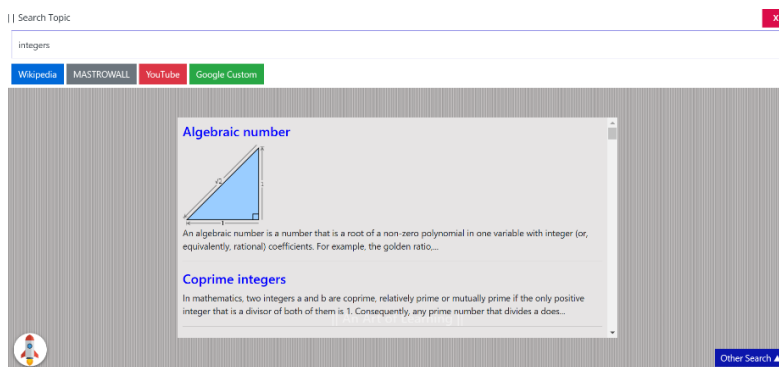 || Search Topic
X
integers
Wikipedia MASTROWALL YouTube Google Custom
Algebraic number
√2
1
1
An algebraic number is a number that is a root of a non-zero polynomial in one variable with integer (or,
equivalently, rational) coefficients. For example, the golden ratio,...
Coprime integers
In mathematics, two integers a and b are coprime, relatively prime or mutually prime if the only positive
integer that is a divisor of both of them is 1. Consequently, any prime number that divides a does...
Other Search ▲